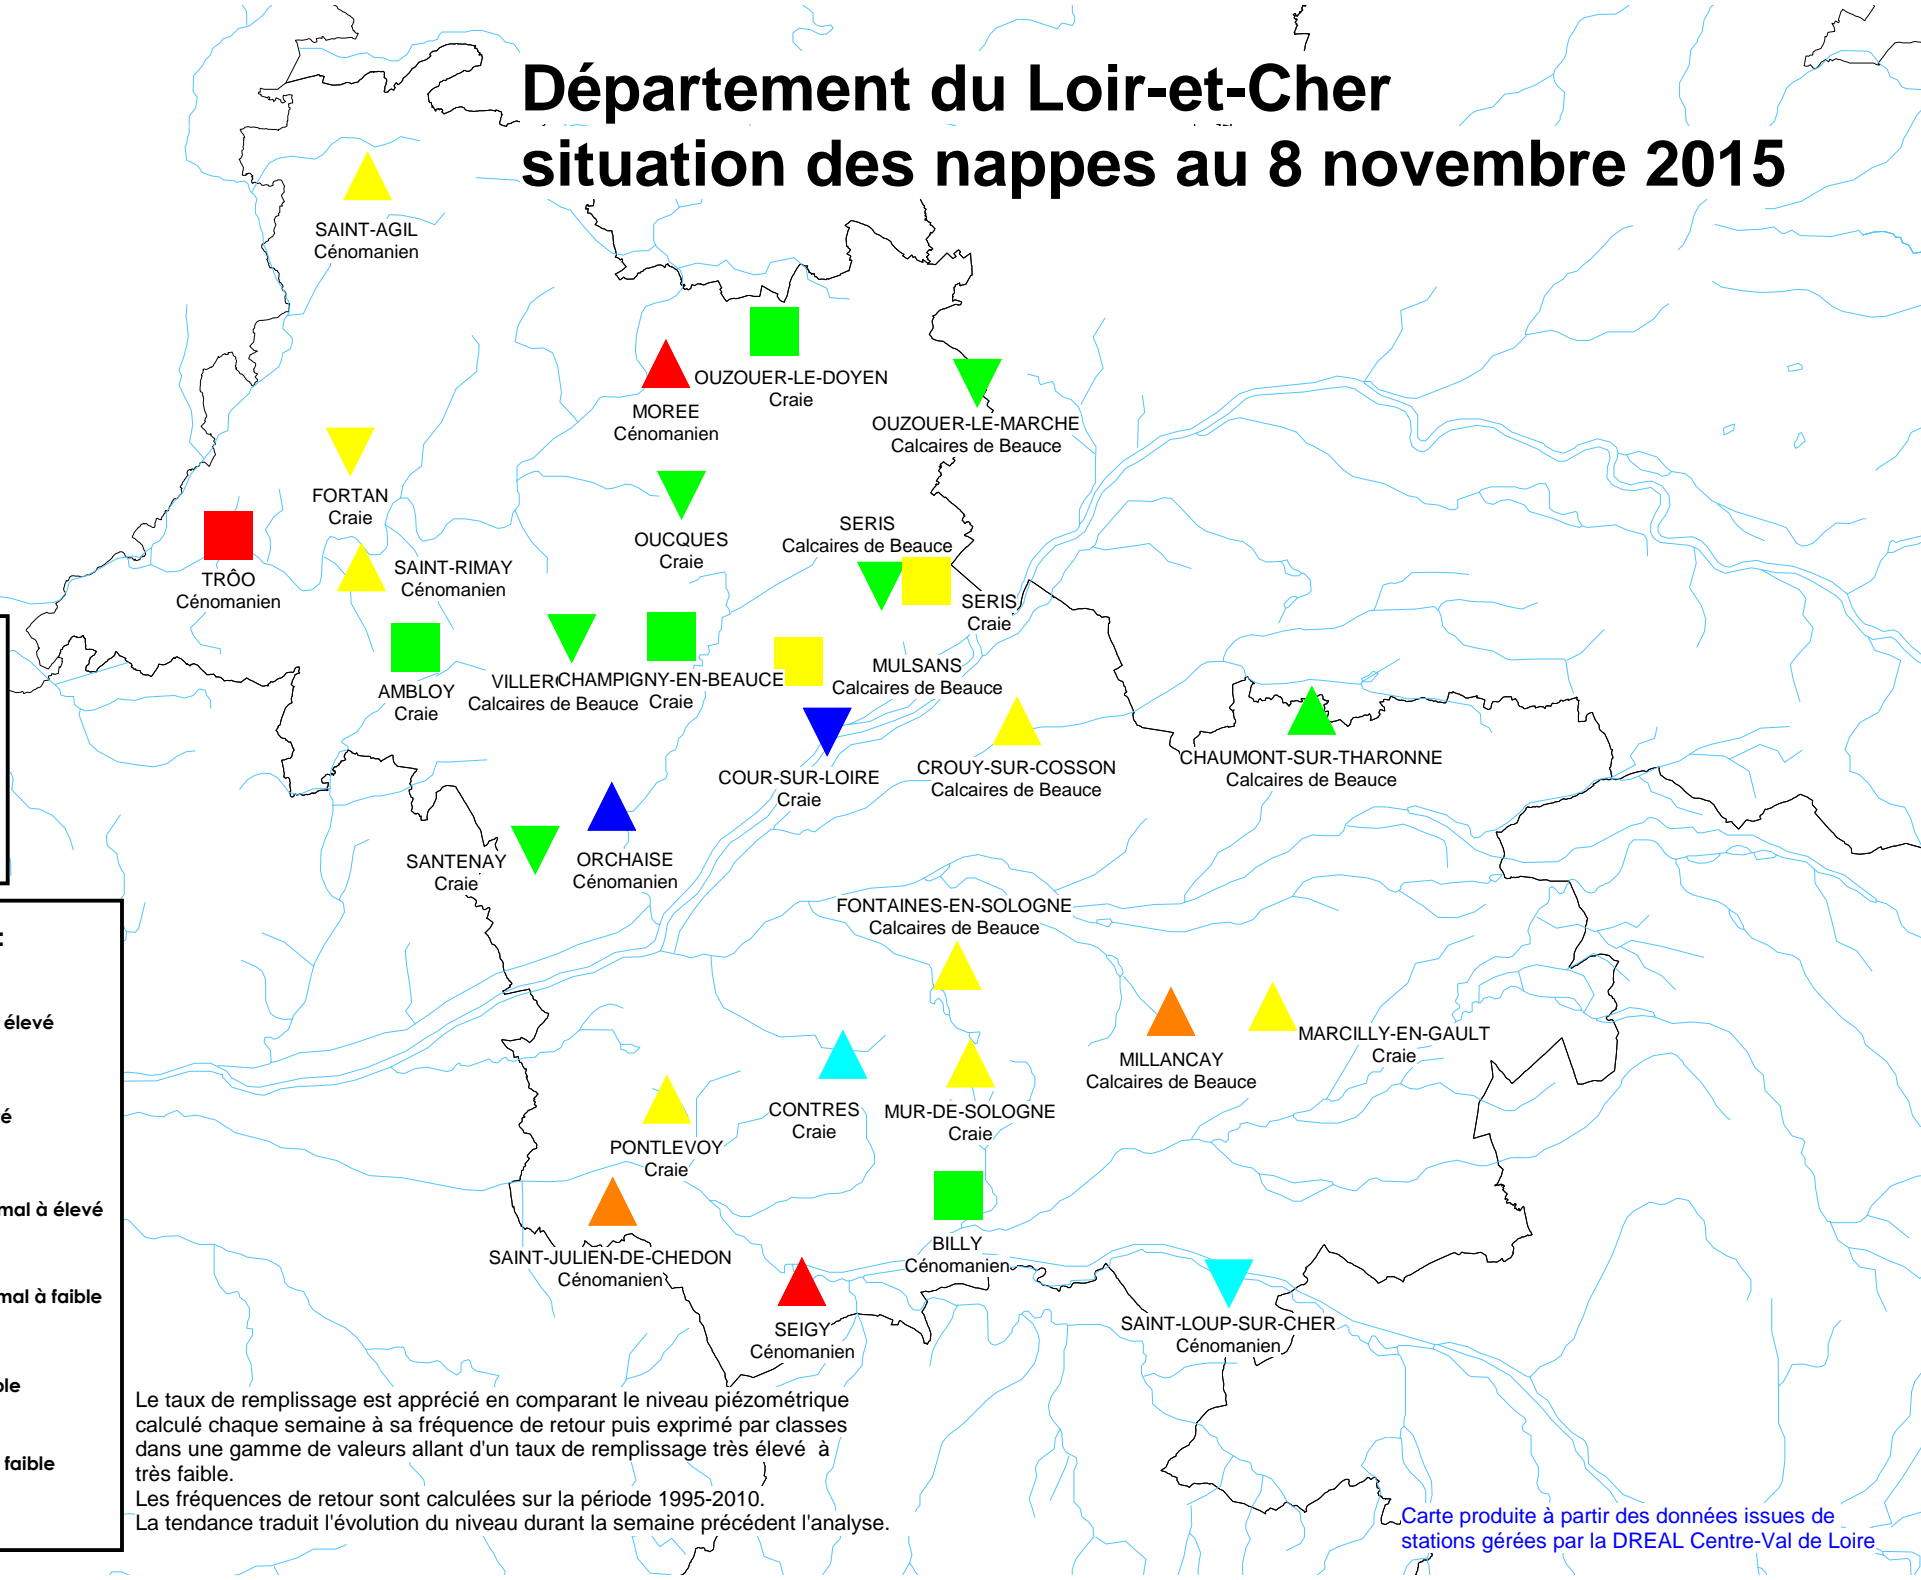 Département du Loir-et-Cher
situation des nappes au 8 novembre 2015
SAINT-AGIL
Cénomanien
OUZOUER-LE-DOYEN
Craie
MOREE
Cénomanien
OUZOUER-LE-MARCHE
Calcaires de Beauce
FORTAN
Craie
OUCQUES
Craie
SERIS
Calcaires de Beauce
TRÔO
Cénomanien
SAINT-RIMAY
Cénomanien
SERIS
Craie
AMBLOY
Craie
CHAMPIGNY-EN-BEAUCE
Craie
Calcaires de Beauce
MULSANS
Calcaires de Beauce
COUR-SUR-LOIRE
Craie
CROUY-SUR-COSSON
Calcaires de Beauce
CHAUMONT-SUR-THARONNE
Calcaires de Beauce
SANTENAY
Craie
ORCHAISE
Cénomanien
FONTAINES-EN-SOLOGNE
Calcaires de Beauce
:
élevé
mal à élevé
mal à faible
faible
MILLANCAY
Calcaires de Beauce
MARCILLY-EN-GAULT
Craie
CONTRES
Craie
MUR-DE-SOLOGNE
Craie
PONTLEVOY
Craie
SAINT-JULIEN-DE-CHEDON
Cénomanien
BILLY
Cénomanien
SEIGY
Cénomanien
SAINT-LOUP-SUR-CHER
Cénomanien
Le taux de remplissage est apprécié en comparant le niveau piézométrique
calculé chaque semaine à sa fréquence de retour puis exprimé par classes
dans une gamme de valeurs allant d'un taux de remplissage très élevé à
très faible.
Les fréquences de retour sont calculées sur la période 1995-2010.
La tendance traduit l'évolution du niveau durant la semaine précédent l'analyse.
Carte produite à partir des données issues de
stations gérées par la DREAL Centre-Val de Loire